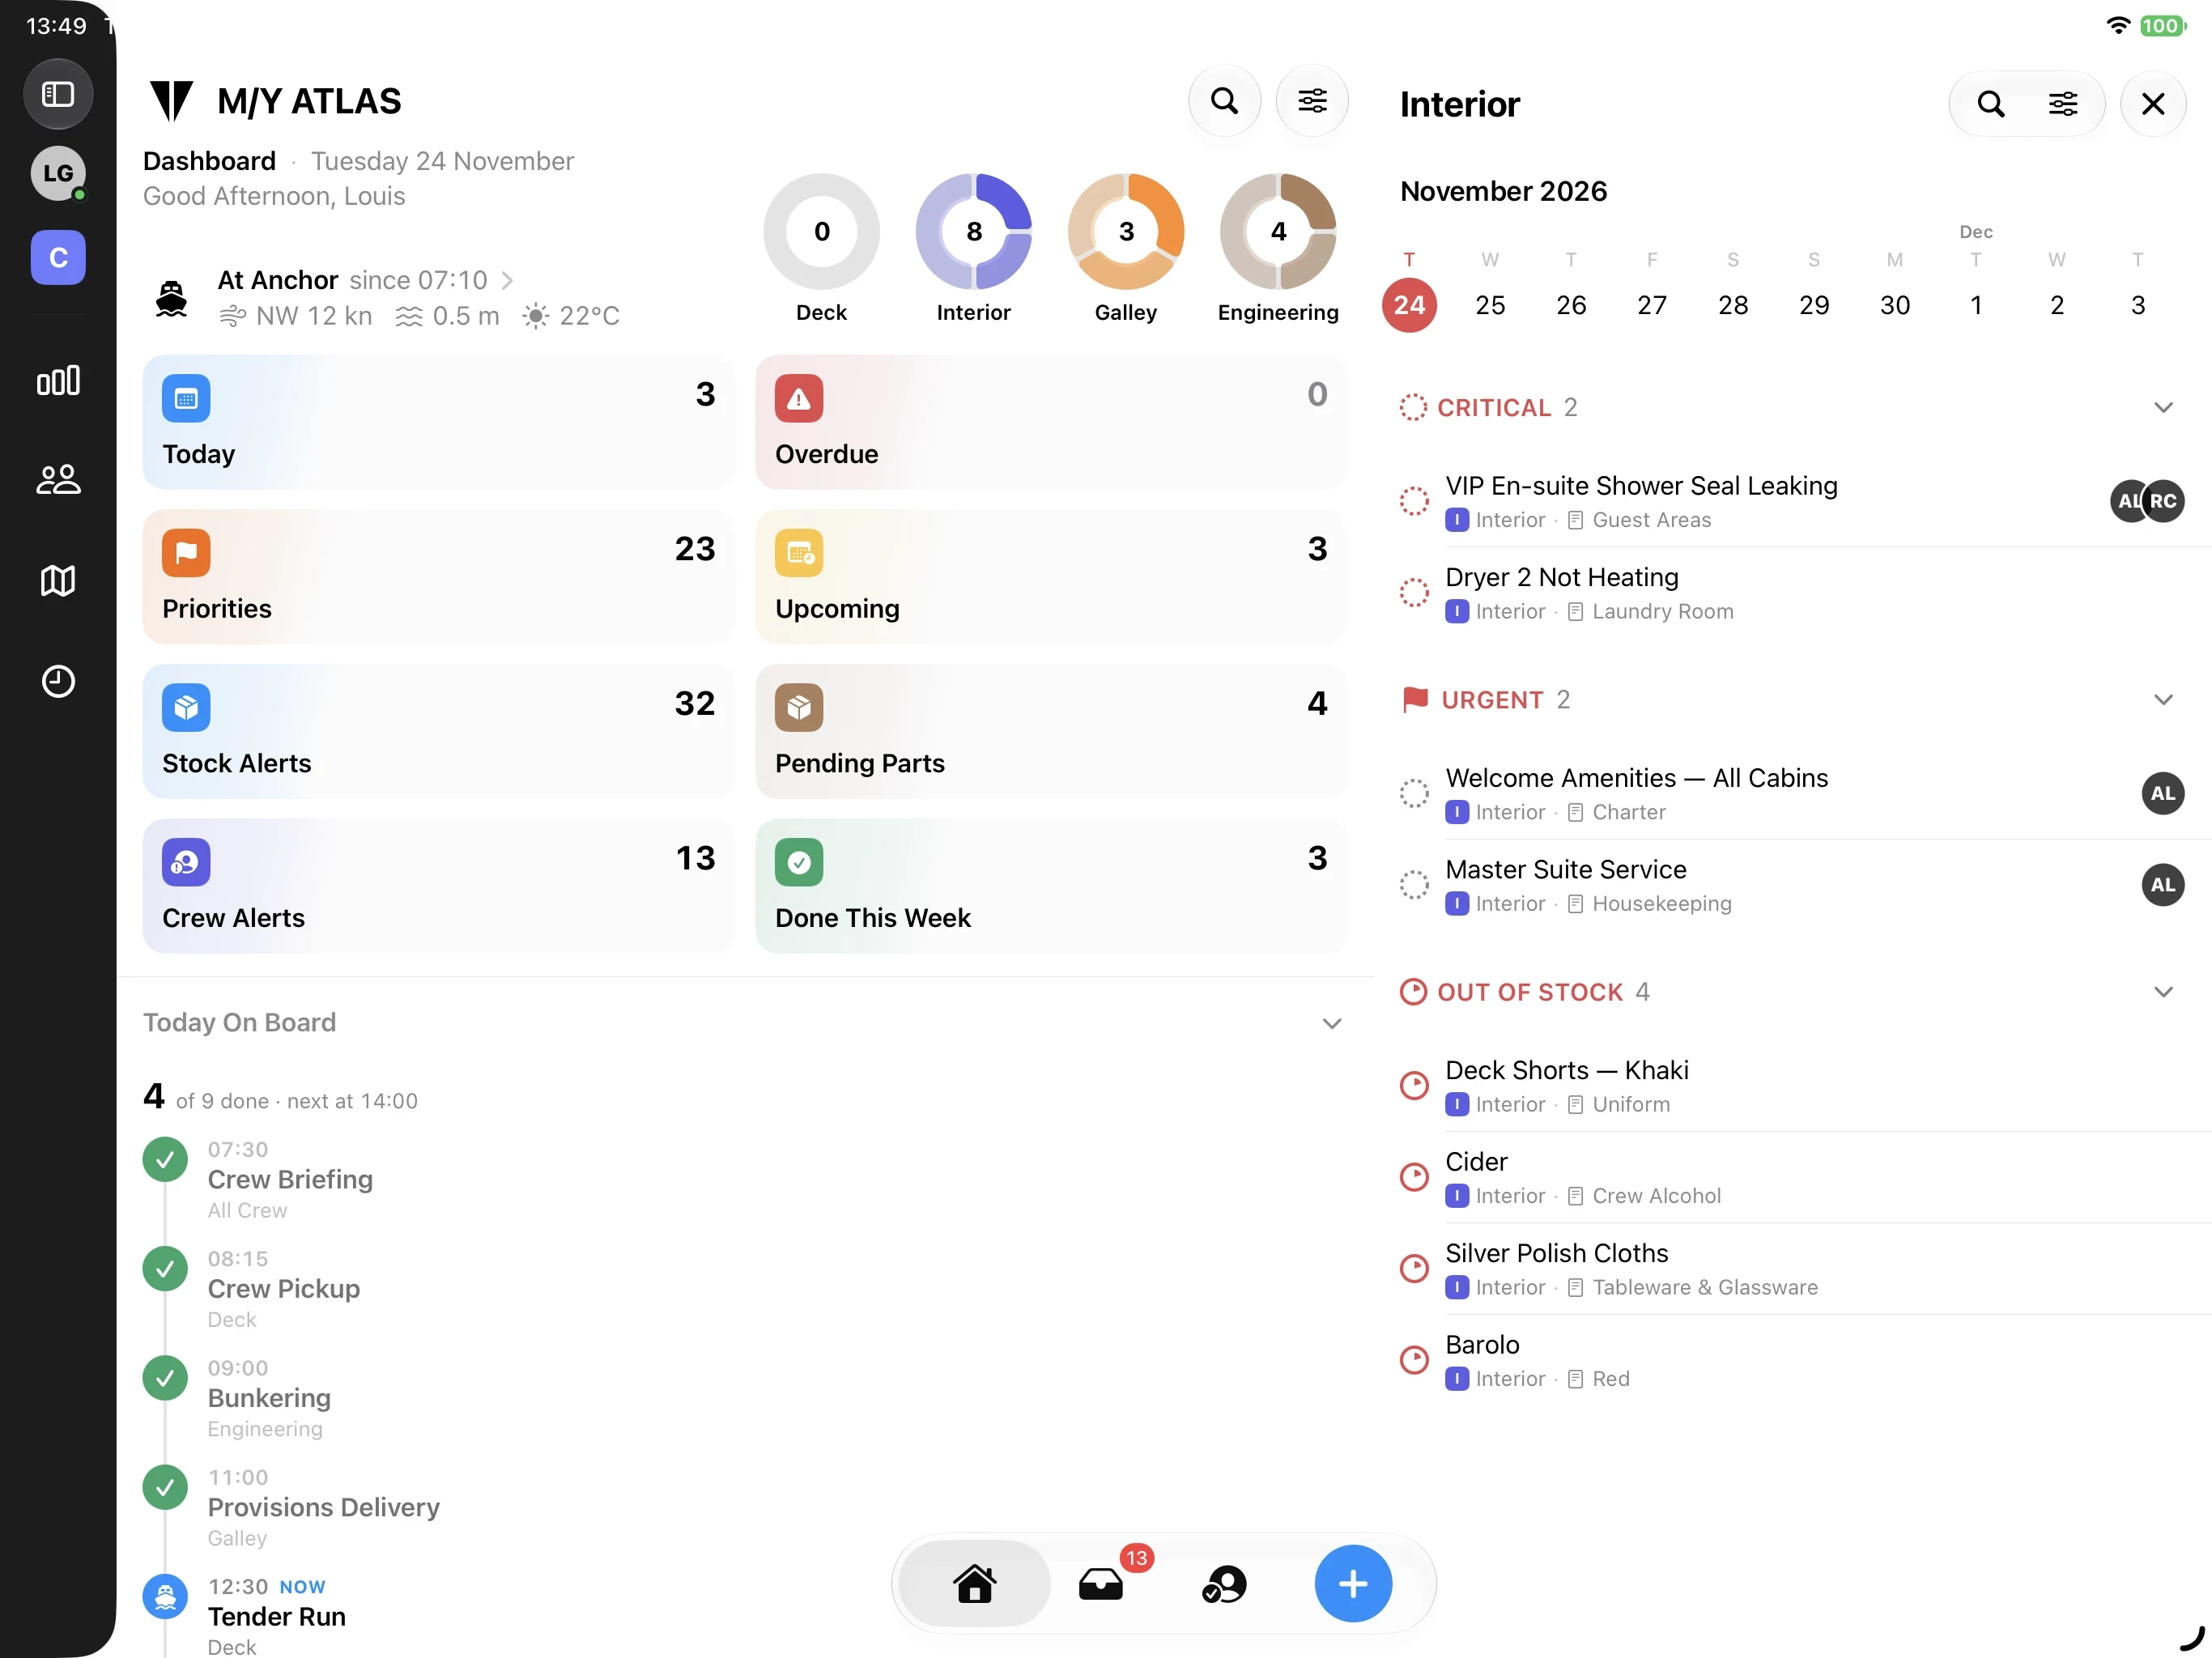 13:49
100
LG
C
M/Y ATLAS
Dashboard · Tuesday 24 November
Good Afternoon, Louis
At Anchor since 07:10
NW 12 kn 0.5 m 22°C
0
Deck
8
Interior
3
Galley
4
Engineering
3
Today
0
Overdue
23
Priorities
3
Upcoming
32
Stock Alerts
4
Pending Parts
13
Crew Alerts
3
Done This Week
Today On Board
4 of 9 done · next at 14:00
07:30
Crew Briefing
All Crew
08:15
Crew Pickup
Deck
09:00
Bunkering
Engineering
11:00
Provisions Delivery
Galley
12:30 NOW
Tender Run
Deck
13
Interior
November 2026
Dec
T W T F S S M T W T
24 25 26 27 28 29 30 1 2 3
CRITICAL 2
VIP En-suite Shower Seal Leaking
I Interior · Guest Areas
AL RC
Dryer 2 Not Heating
I Interior · Laundry Room
URGENT 2
Welcome Amenities — All Cabins
I Interior · Charter
AL
Master Suite Service
I Interior · Housekeeping
AL
OUT OF STOCK 4
Deck Shorts — Khaki
I Interior · Uniform
Cider
I Interior · Crew Alcohol
Silver Polish Cloths
I Interior · Tableware & Glassware
Barolo
I Interior · Red